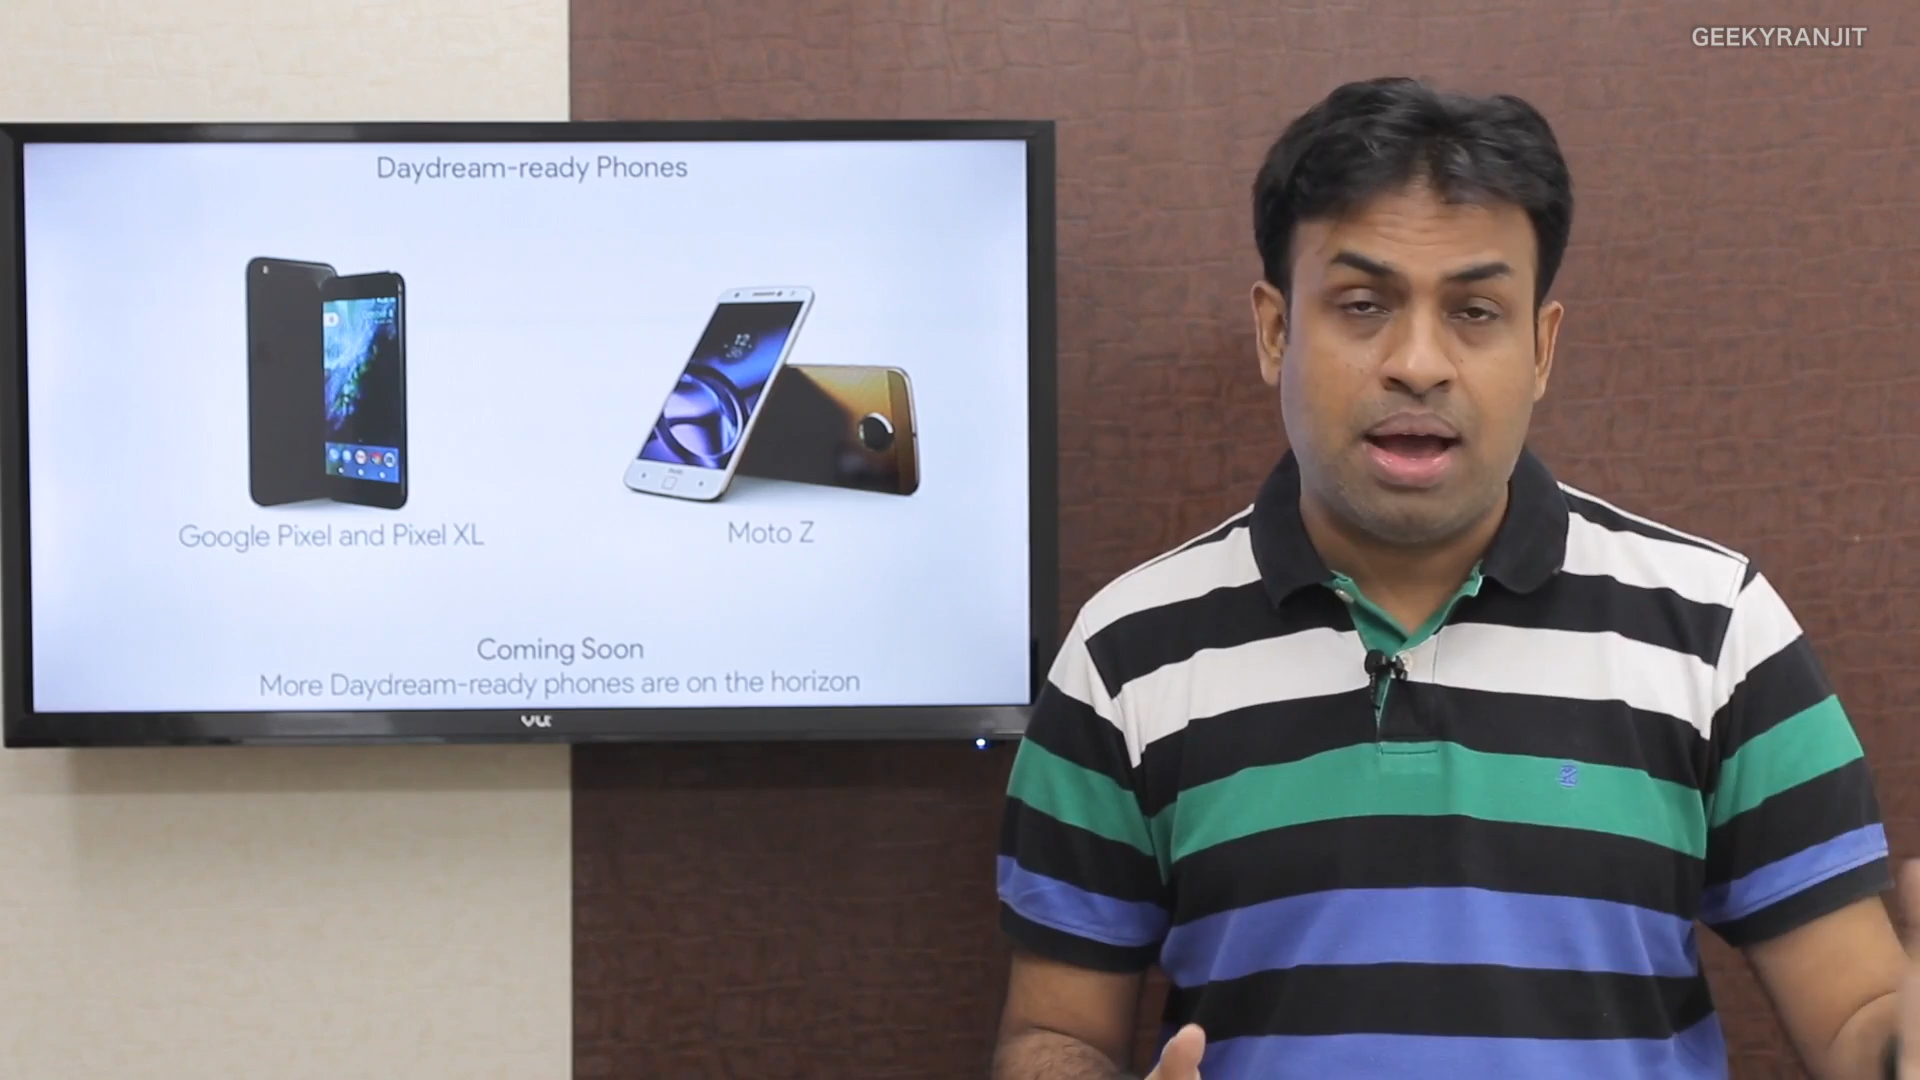 GEEKYRANJIT
Daydream-ready Phones
Google Pixel and Pixel XL
Moto Z
Coming Soon
More Daydream-ready phones are on the horizon
vu